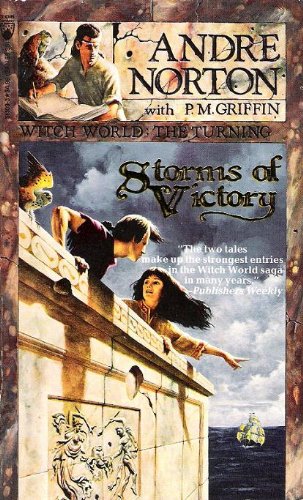 ANDRE
NORTON
with P.M. GRIFFIN
WITCH WORLD: THE TURNING
Storms of
Victory
"The two tales
make up the strongest entries
in the Witch World saga
in many years."
—Publishers Weekly